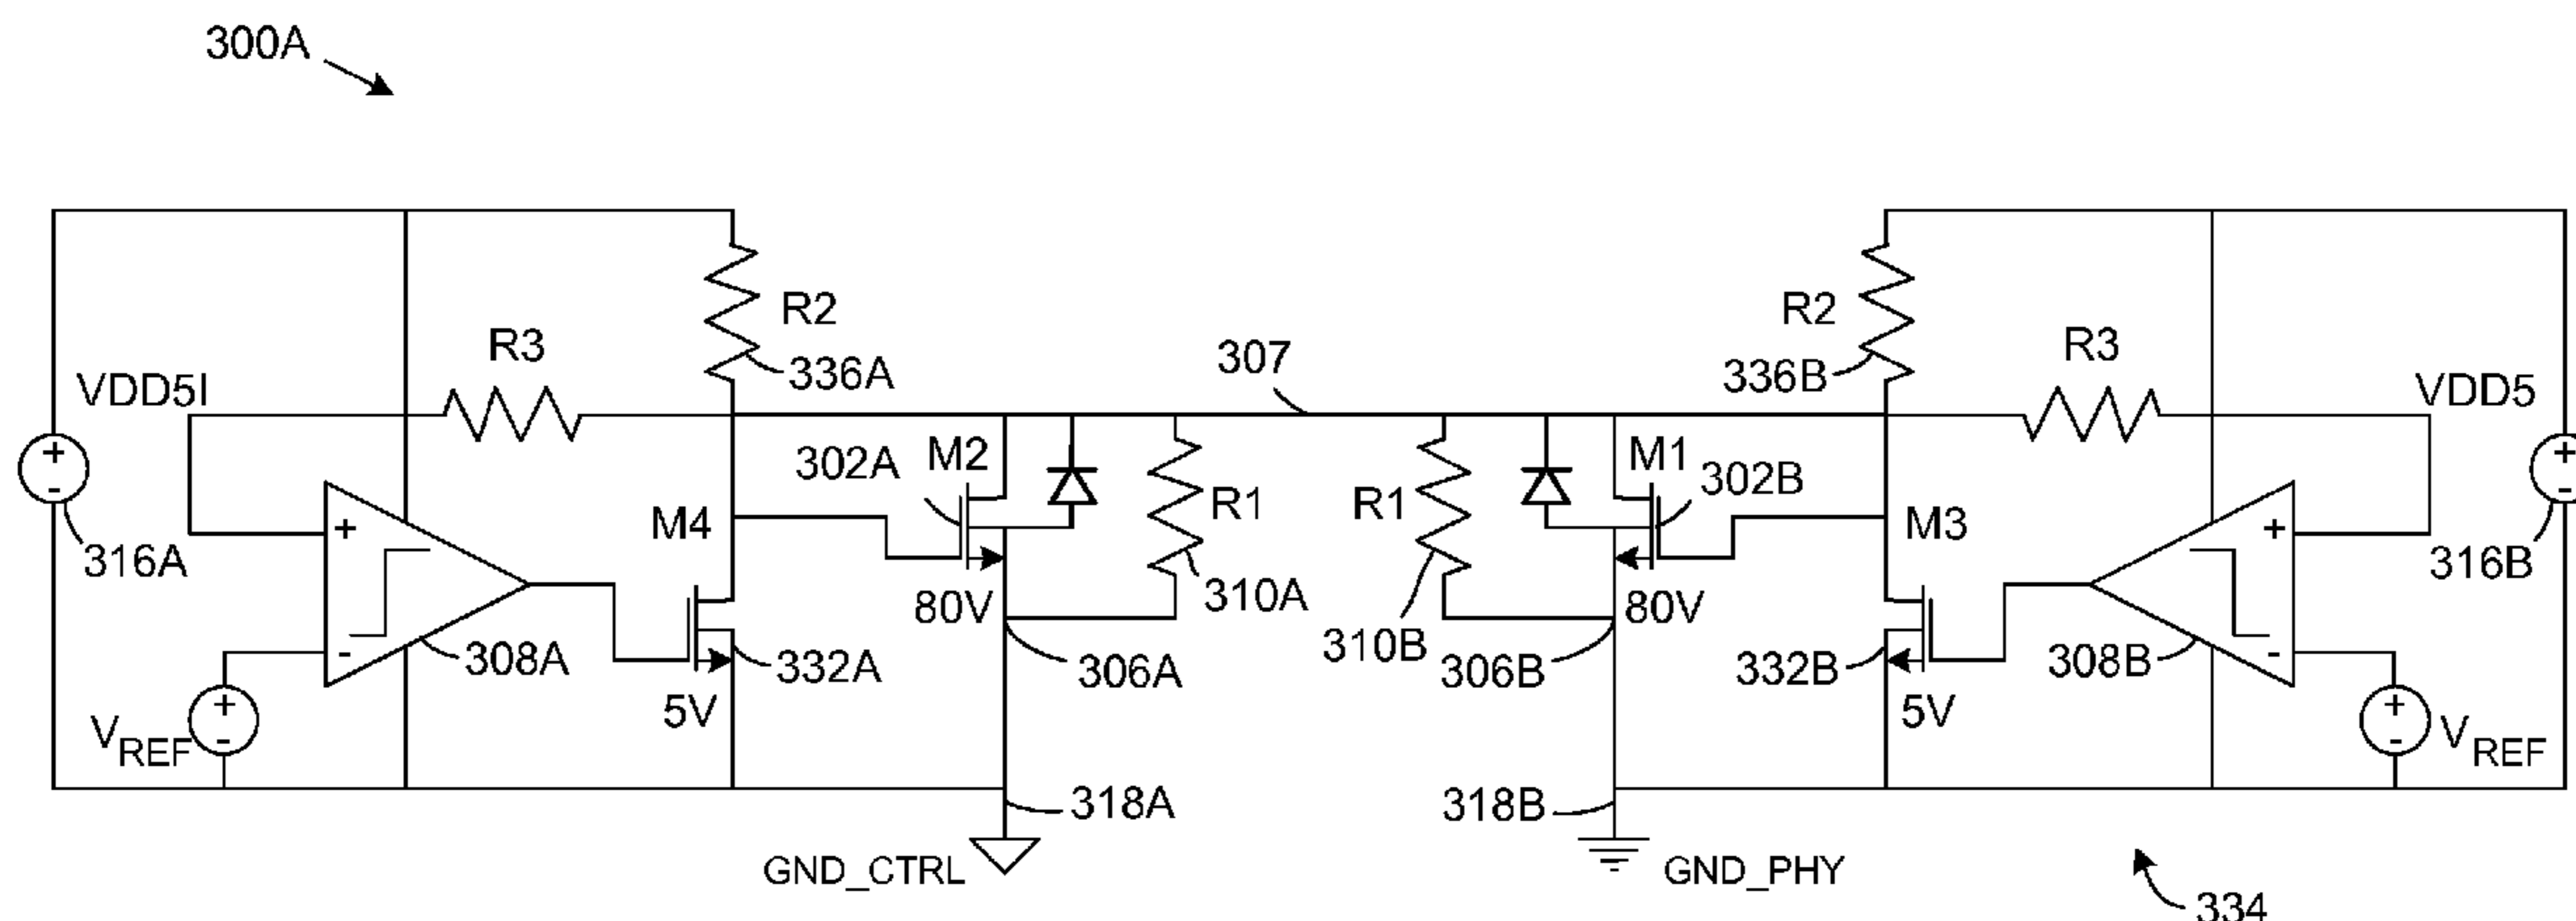 300A
R2
R2
R3
307
R3
336A
336B
VDD5I
VDD5
302A
M2
M1
302B
+
-
316A
+
M4
R1
R1
M3
+
+
-
316B
80V
310A
310B
80V
-
308A
332A
306A
306B
332B
308B
-
5V
5V
VREF
+
-
+
-
VREF
318A
318B
GND_CTRL
GND_PHY
334